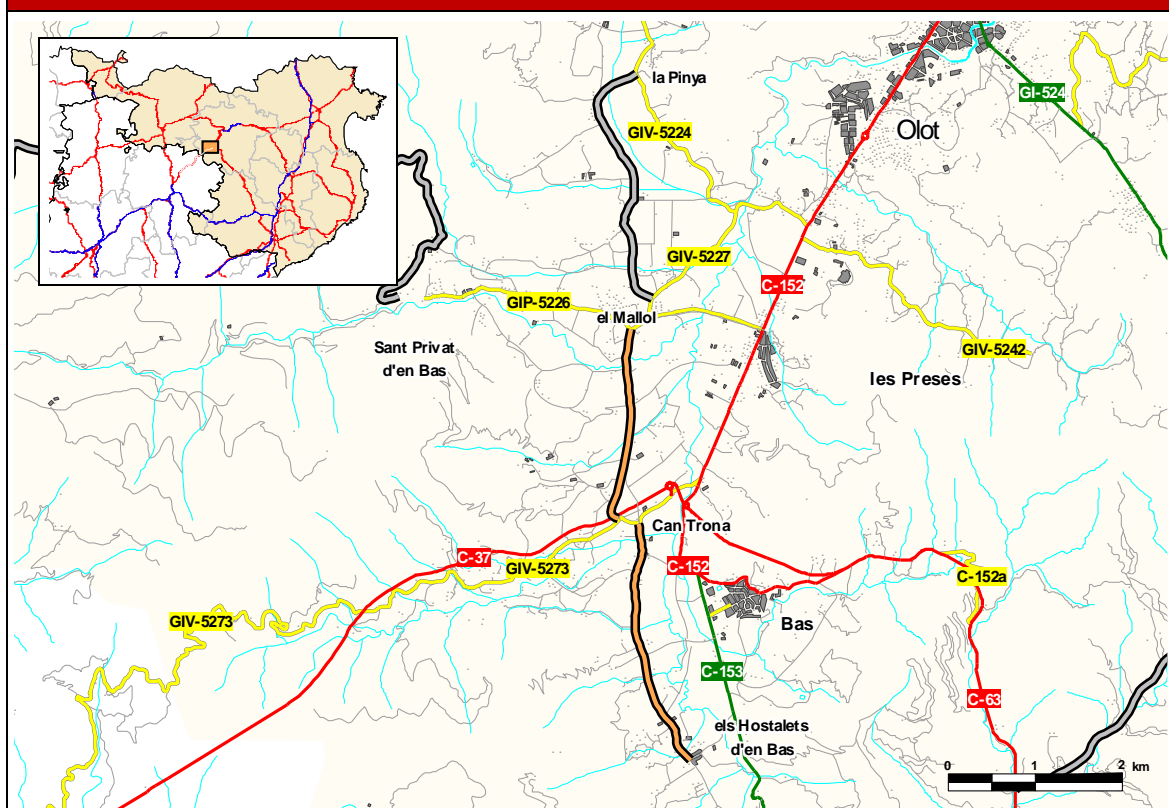 la Pinya
GI-524
GIV-5224
Olot
GIV-5227
C-152
GIP-5226
el Mallol
Sant Privat
d'en Bas
GIV-5242
les Preses
Can Trona
C-37
GIV-5273
C-152
C-152a
GIV-5273
Bas
C-153
C-63
els Hostalets
d'en Bas
0 1 2 km